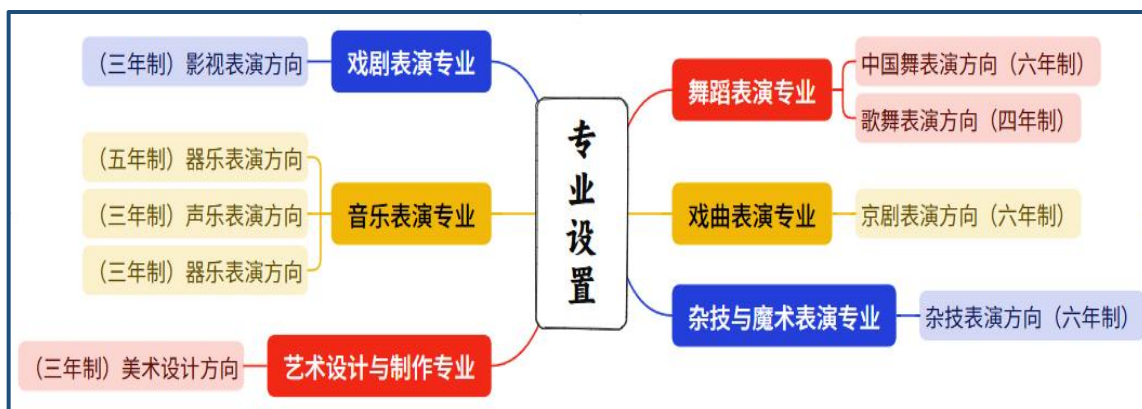 专业设置
戏剧表演专业
（三年制）影视表演方向
音乐表演专业
（五年制）器乐表演方向
（三年制）声乐表演方向
（三年制）器乐表演方向
艺术设计与制作专业
（三年制）美术设计方向
舞蹈表演专业
中国舞表演方向（六年制）
歌舞表演方向（四年制）
戏曲表演专业
京剧表演方向（六年制）
杂技与魔术表演专业
杂技表演方向（六年制）